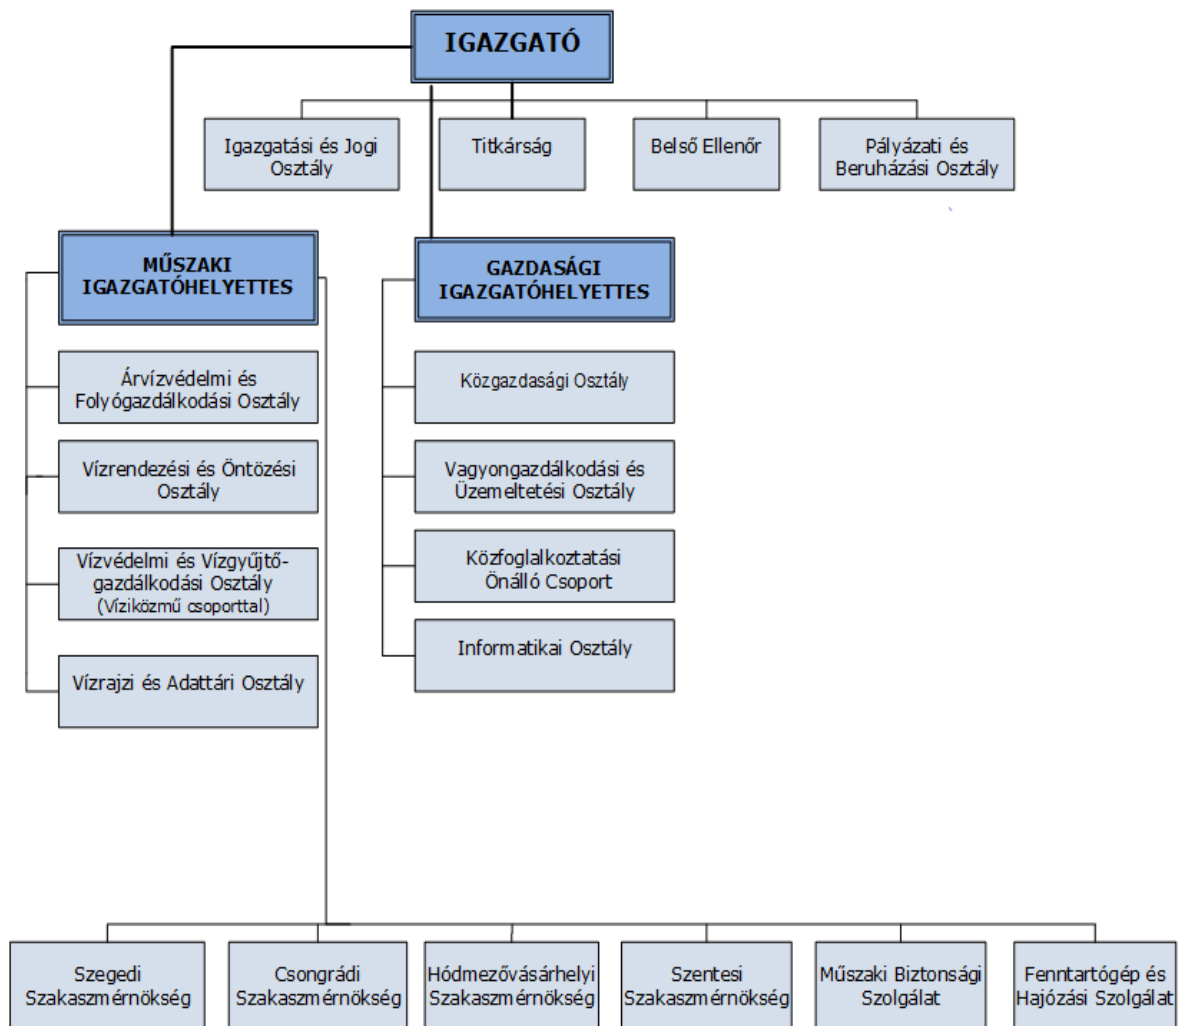 IGAZGATÓ
Igazgatási és Jogi
Osztály
Titkárság
Belső Ellenőr
Pályázati és
Beruházási Osztály
MŰSZAKI
IGAZGATÓHELYETTES
GAZDASÁGI
IGAZGATÓHELYETTES
Árvízvédelmi és
Folyógazdálkodási Osztály
Vízrendezési és Öntözési
Osztály
Vízvédelmi és Vízgyűjtő-
gazdálkodási Osztály
(Víziközmű csoporttal)
Vízrajzi és Adattári Osztály
Közgazdasági Osztály
Vagyongazdálkodási és
Üzemeltetési Osztály
Közfoglalkoztatási
Önálló Csoport
Informatikai Osztály
Szegedi
Szakaszmérnökség
Csongrádi
Szakaszmérnökség
Hódmezővásárhelyi
Szakaszmérnökség
Szentesi
Szakaszmérnökség
Műszaki Biztonsági
Szolgálat
Fenntartógép és
Hajózási Szolgálat